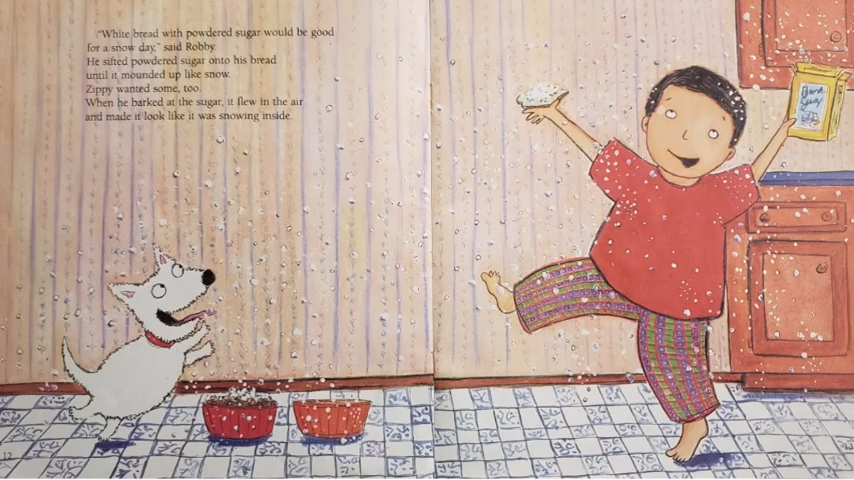 "White bread with powdered sugar would be good
for a snow day," said Robby.
He sifted powdered sugar onto his bread
until it mounded up like snow.
Zippy wanted some, too.
When he barked at the sugar, it flew in the air
and made it look like it was snowing inside.
12